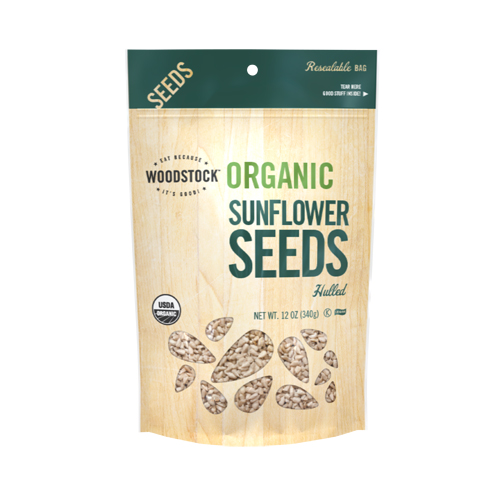 SEEDS
Resealable BAG
TEAR HERE
GOOD STUFF INSIDE!
EAT BECAUSE
WOODSTOCK
IT'S GOOD!
ORGANIC
SUNFLOWER
SEEDS
Hulled
NET WT. 12 OZ (340g)
K
USDA
ORGANIC